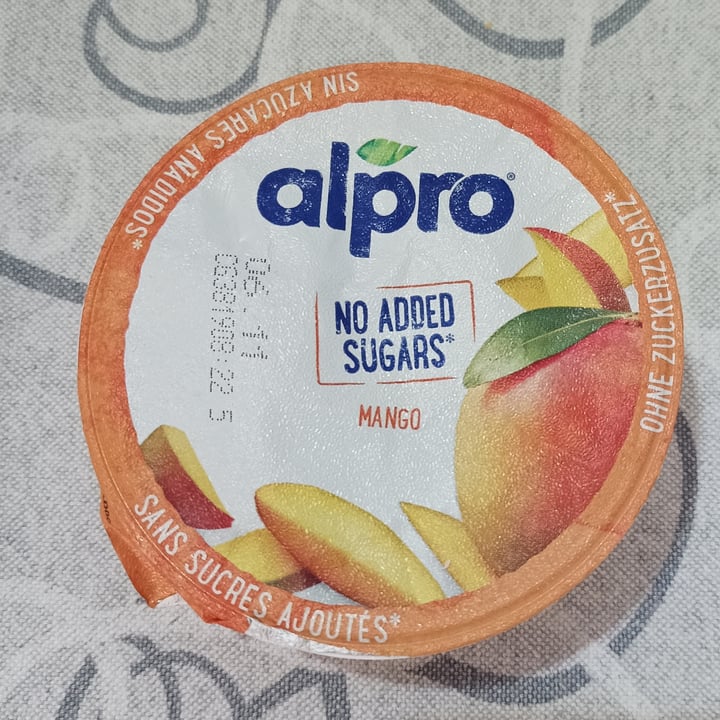 SIN AZÚCARES AÑADIDOS*
alpro®
NO ADDED
SUGARS*
MANGO
OHNE ZUCKERZUSATZ*
SANS SUCRES AJOUTÉS*